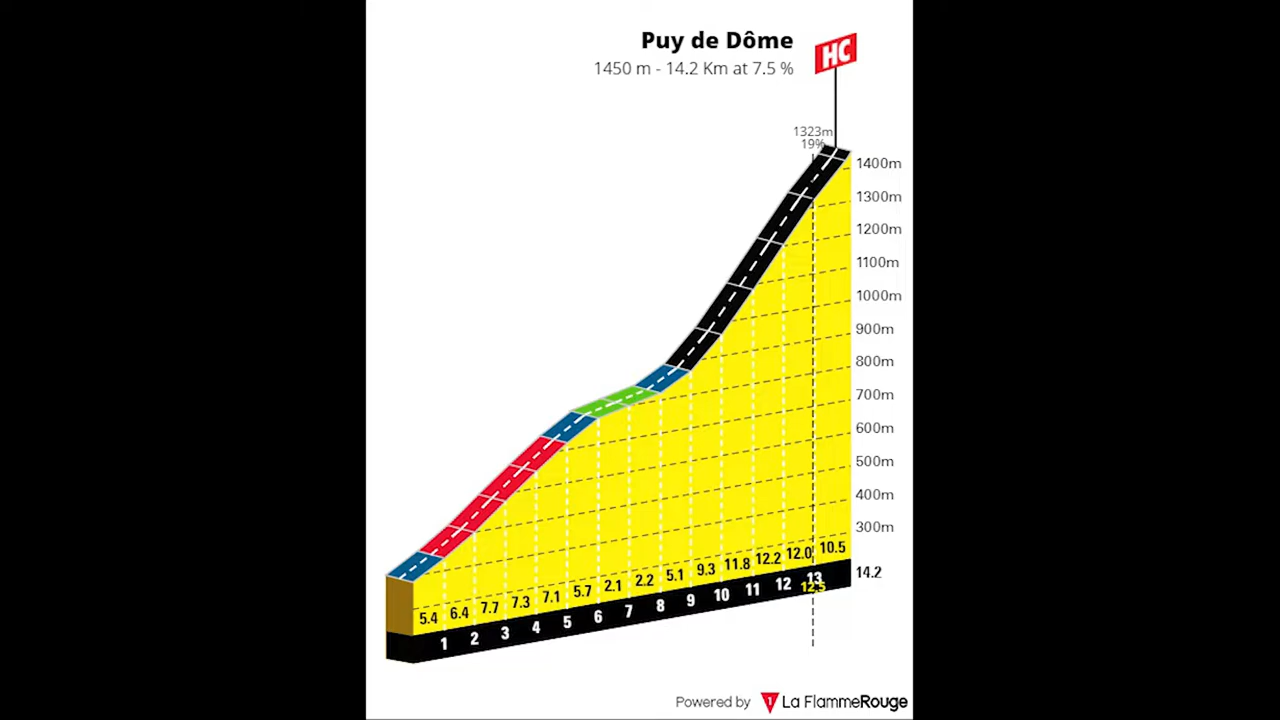 Puy de Dôme
HC
1450 m - 14.2 Km at 7.5 %
1323m
19%
1400m
1300m
1200m
1100m
1000m
900m
800m
700m
600m
500m
400m
300m
5.4 6.4 7.7 7.3 7.1 5.7 2.1 2.2 5.1 9.3 11.8 12.2 12.0 10.5
1 2 3 4 5 6 7 8 9 10 11 12 13 14.2
12.5
Powered by 1 La FlammeRouge